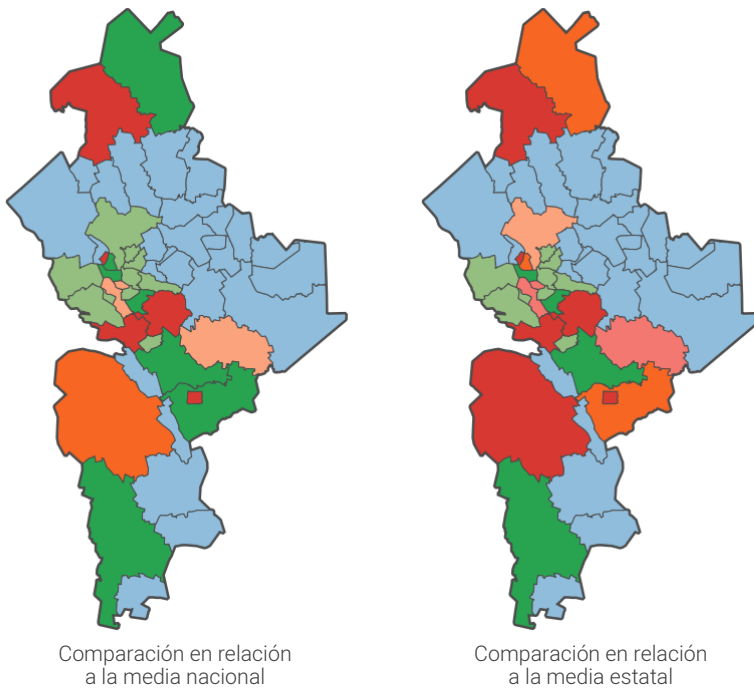 Comparación en relación
a la media nacional
Comparación en relación
a la media estatal